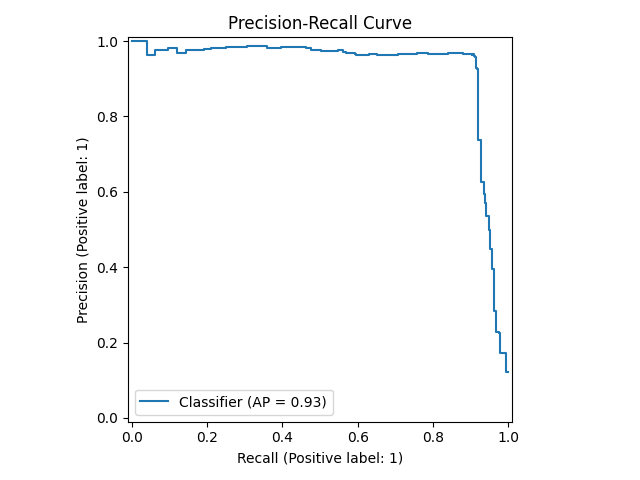 Precision-Recall Curve
1.0
0.8
0.6
0.4
0.2
0.0
Precision (Positive label: 1)
Classifier (AP = 0.93)
0.0 0.2 0.4 0.6 0.8 1.0
Recall (Positive label: 1)